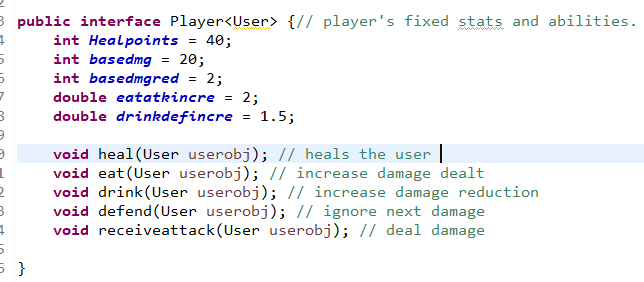 public interface Player<User> {// player's fixed stats and abilities.
int Healpoints = 40;
int basedmg = 20;
int basedmgred = 2;
double eatatkincre = 2;
double drinkdefincre = 1.5;
void heal(User userobj); // heals the user
void eat(User userobj); // increase damage dealt
void drink(User userobj); // increase damage reduction
void defend(User userobj); // ignore next damage
void receiveattack(User userobj); // deal damage
}